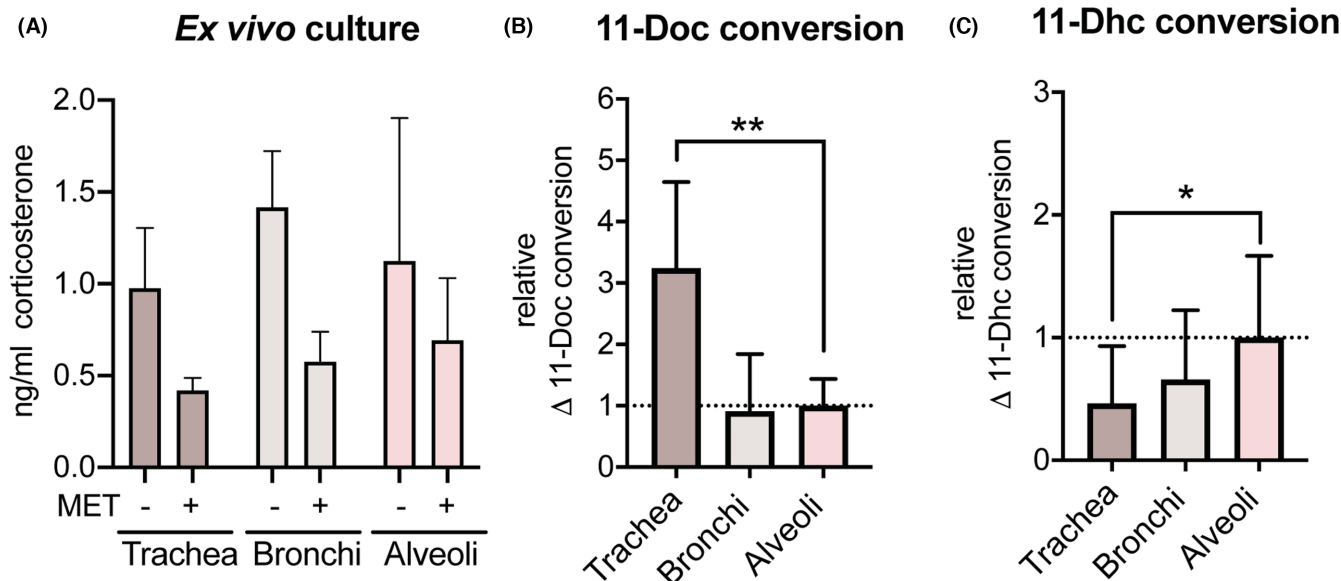 (A) Ex vivo culture
ng/ml corticosterone
2.0
1.5
1.0
0.5
0.0
MET - + - + - +
Trachea Bronchi Alveoli
(B) 11-Doc conversion
relative
Δ 11-Doc conversion
6
5
4
3
2
1
0
**
Trachea Bronchi Alveoli
(C) 11-Dhc conversion
relative
Δ 11-Dhc conversion
3
2
1
0
*
Trachea Bronchi Alveoli